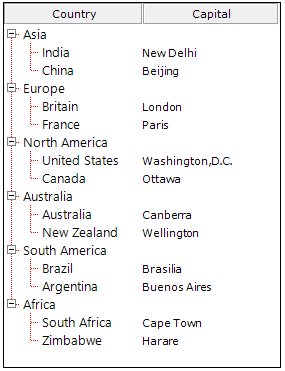 Country Capital
Asia
India New Delhi
China Beijing
Europe
Britain London
France Paris
North America
United States Washington,D.C.
Canada Ottawa
Australia
Australia Canberra
New Zealand Wellington
South America
Brazil Brasilia
Argentina Buenos Aires
Africa
South Africa Cape Town
Zimbabwe Harare